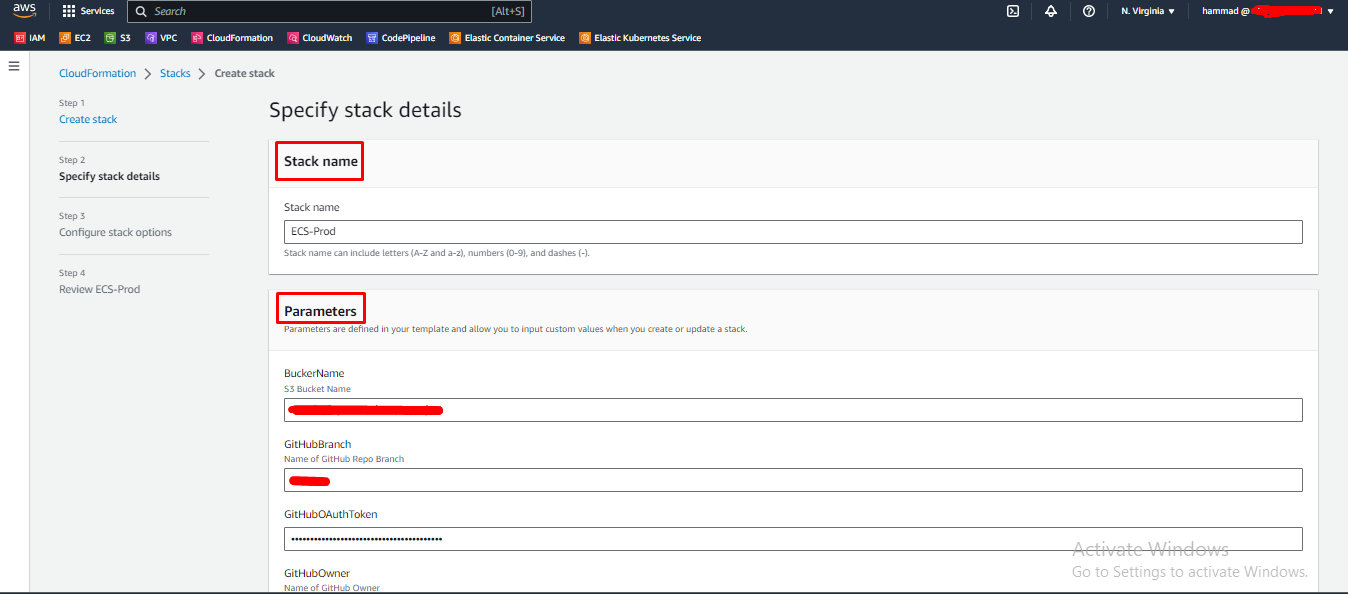 aws Services Search [Alt+S] N. Virginia hammad @
IAM EC2 S3 VPC CloudFormation CloudWatch CodePipeline Elastic Container Service Elastic Kubernetes Service
CloudFormation Stacks Create stack
Step 1
Create stack
Step 2
Specify stack details
Step 3
Configure stack options
Step 4
Review ECS-Prod
Specify stack details
Stack name
Stack name
ECS-Prod
Stack name can include letters (A-Z and a-z), numbers (0-9), and dashes (-).
Parameters
Parameters are defined in your template and allow you to input custom values when you create or update a stack.
BuckerName
S3 Bucket Name
GitHubBranch
Name of GitHub Repo Branch
GitHubOAuthToken
••••••••••••••••••••••••••••••••••••••••
GitHubOwner
Name of GitHub Owner
Activate Windows
Go to Settings to activate Windows.